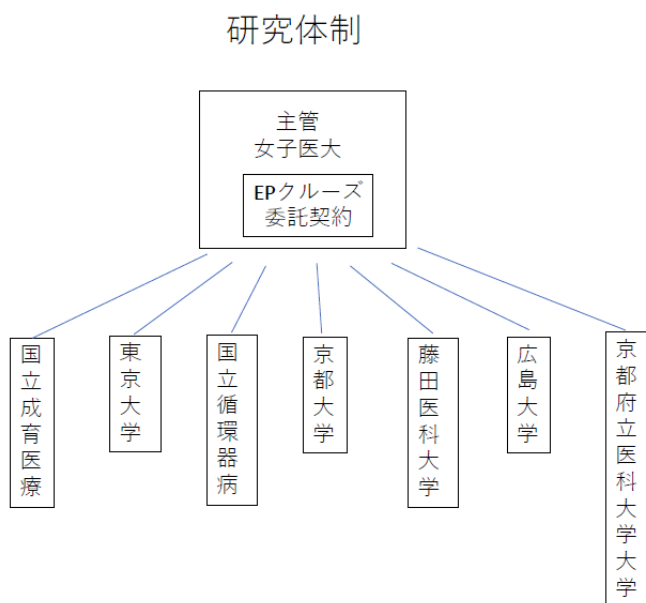 研究体制
主管
女子医大
EPクルーズ
委託契約
国立成育医療
東京大学
国立循環器病
京都大学
藤田医科大学
広島大学
京都府立医科大学大学